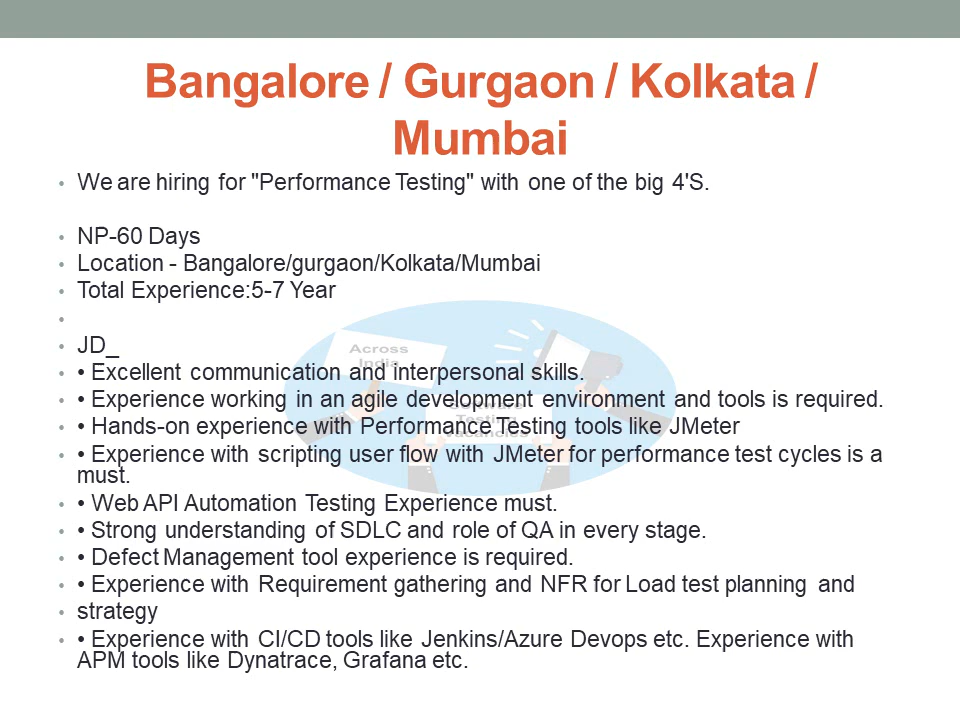 Bangalore / Gurgaon / Kolkata /
Mumbai
• We are hiring for "Performance Testing" with one of the big 4'S.
• NP-60 Days
• Location - Bangalore/gurgaon/Kolkata/Mumbai
• Total Experience:5-7 Year
•
• JD_
• • Excellent communication and interpersonal skills.
• • Experience working in an agile development environment and tools is required.
• • Hands-on experience with Performance Testing tools like JMeter
• • Experience with scripting user flow with JMeter for performance test cycles is a
must.
• • Web API Automation Testing Experience must.
• • Strong understanding of SDLC and role of QA in every stage.
• • Defect Management tool experience is required.
• • Experience with Requirement gathering and NFR for Load test planning and
• strategy
• • Experience with CI/CD tools like Jenkins/Azure Devops etc. Experience with
APM tools like Dynatrace, Grafana etc.
Across
India
Testing
Vacancies